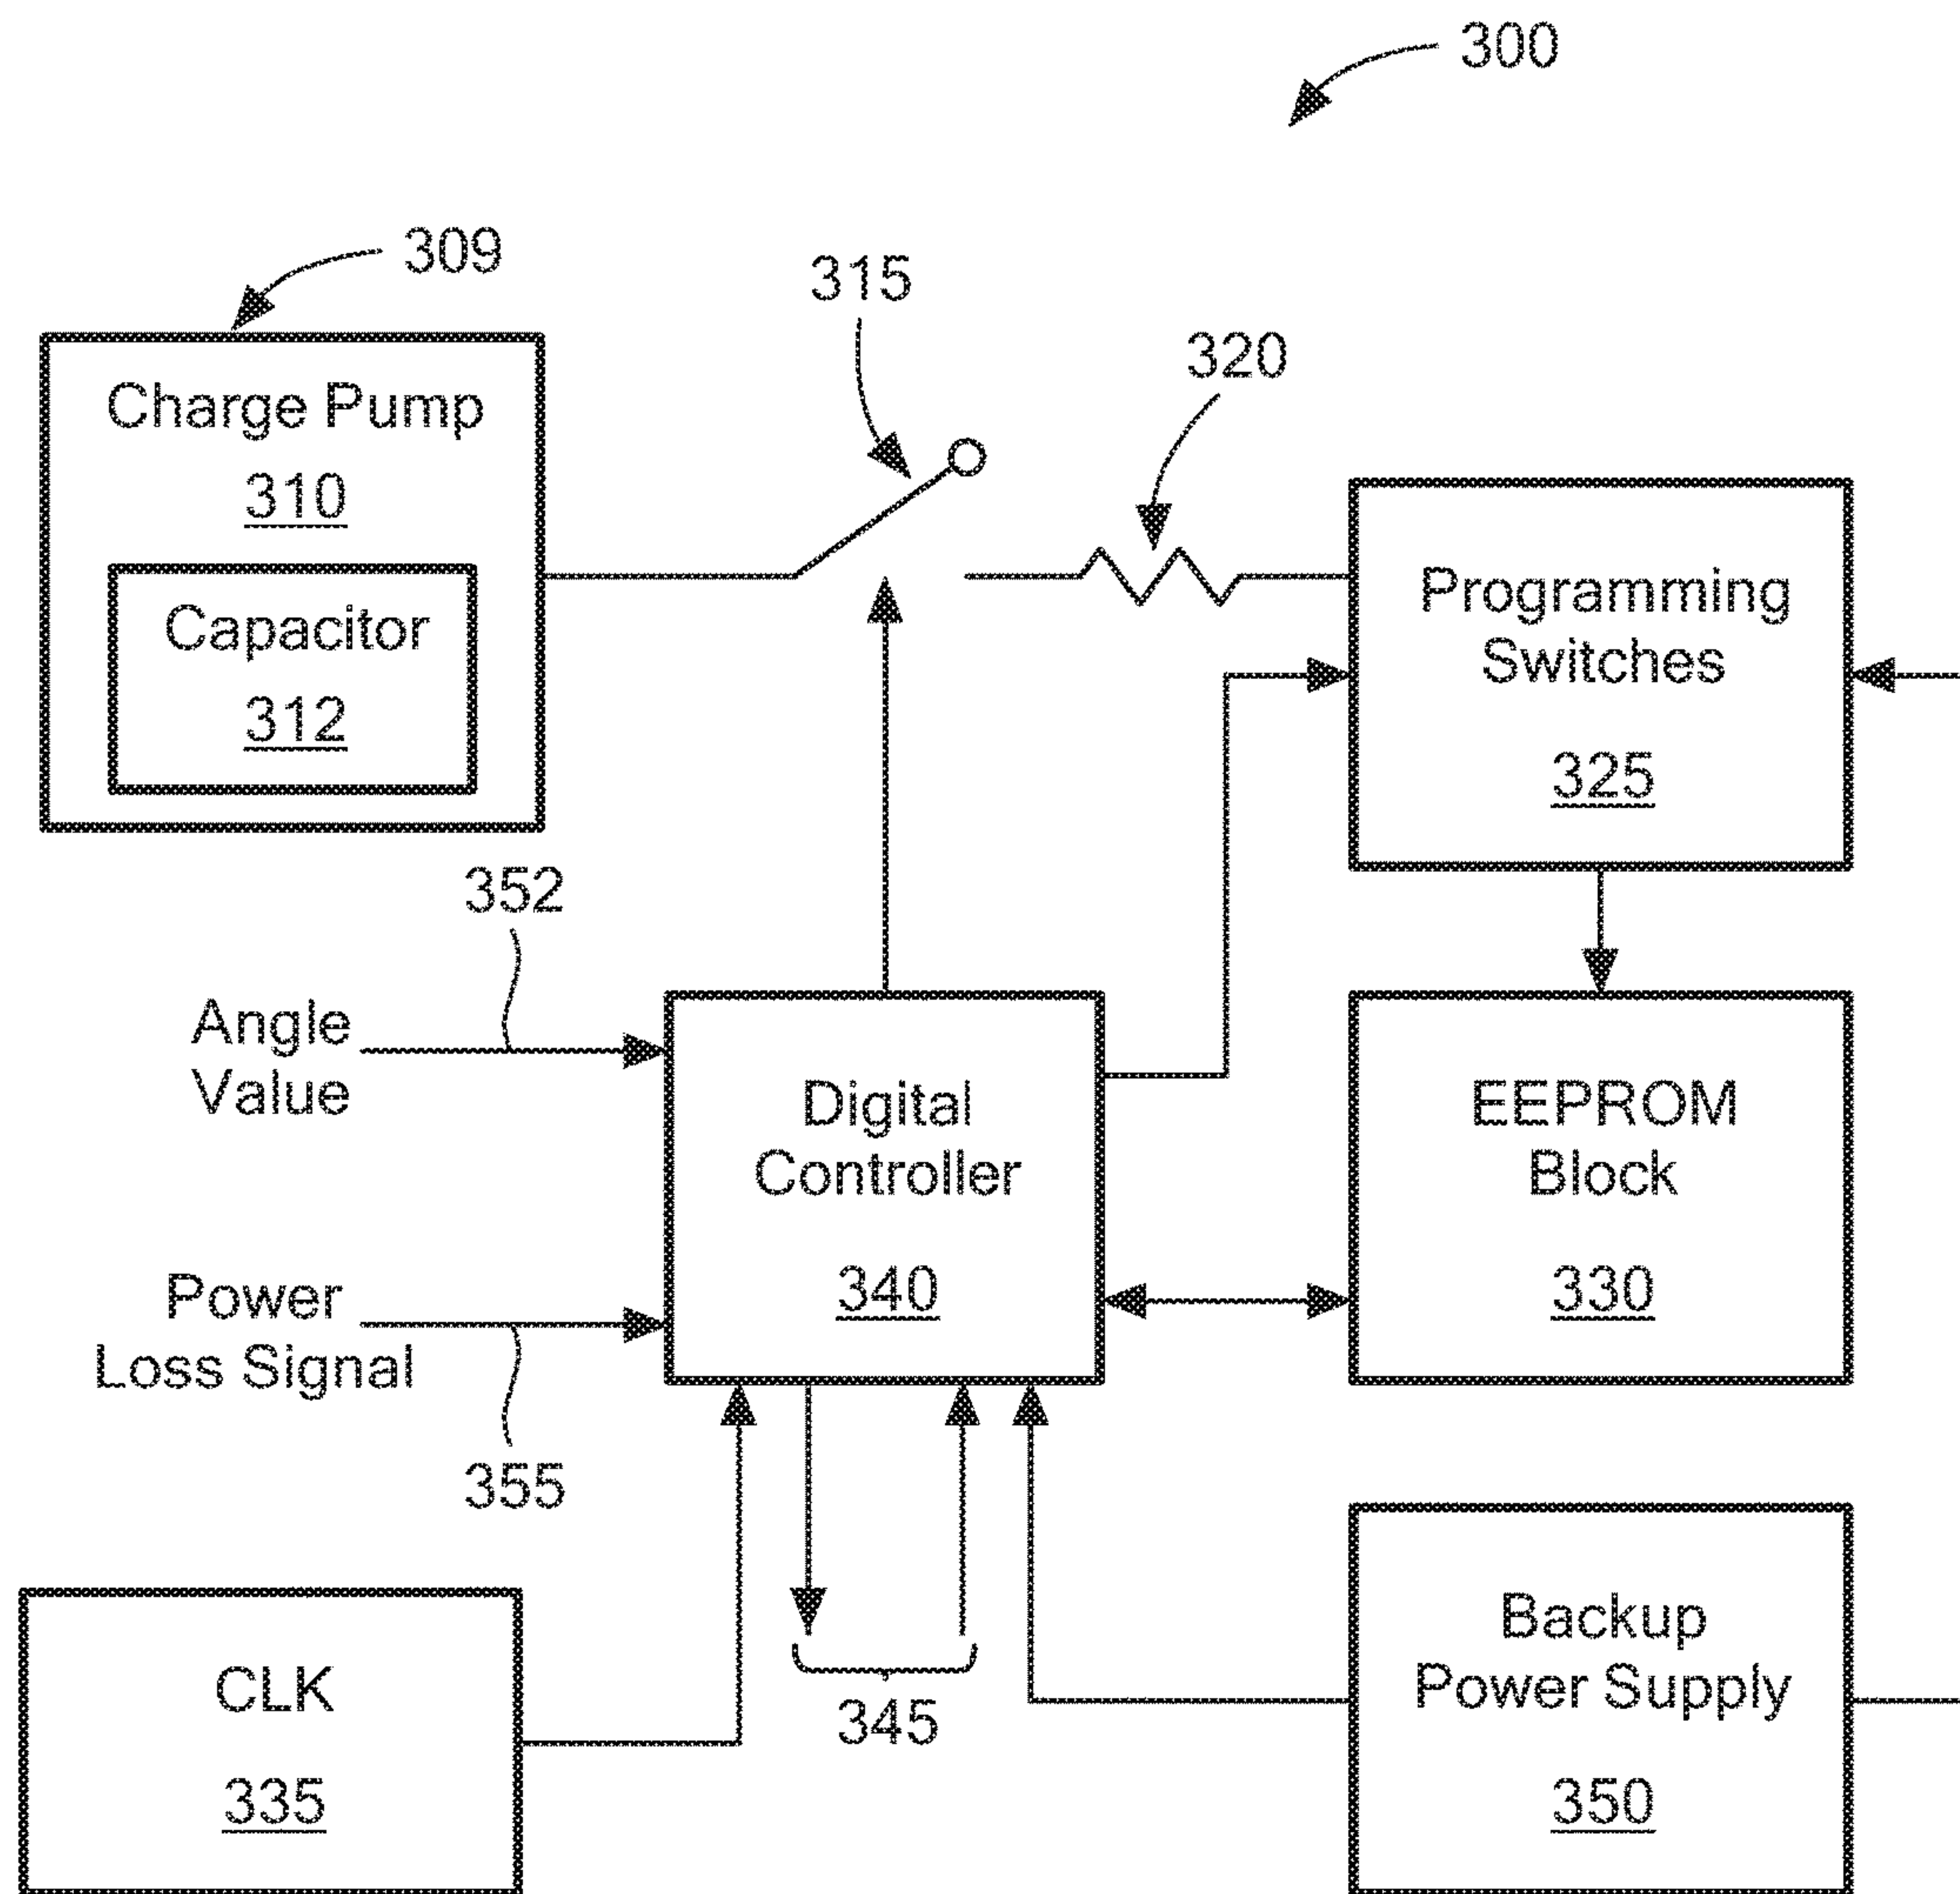 300
309
315
320
Charge Pump
310
Capacitor
312
Programming
Switches
325
352
Angle
Value
Digital
Controller
340
EEPROM
Block
330
Power
Loss Signal
355
CLK
335
345
Backup
Power Supply
350